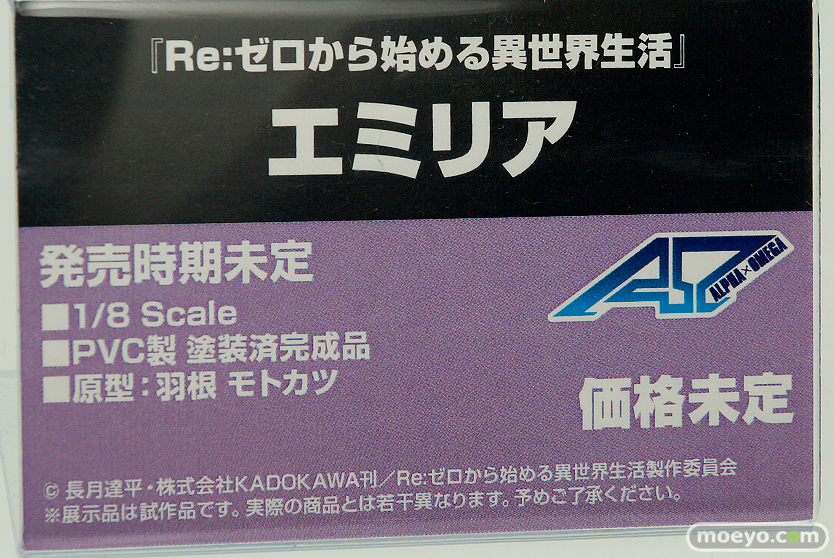 『Re:ゼロから始める異世界生活』
エミリア
発売時期未定
■1/8 Scale
■PVC製 塗装済完成品
■原型：羽根 モトカツ
ALPHA×OMEGA
価格未定
© 長月達平・株式会社KADOKAWA刊／Re:ゼロから始める異世界生活製作委員会
※展示品は試作品です。実際の商品とは若干異なります。予めご了承ください。
moeyo.com